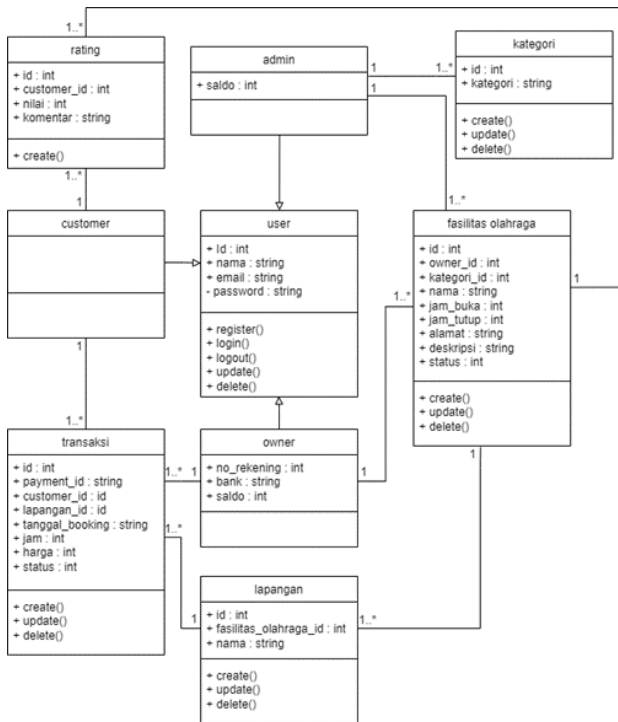 1..*
rating
+ id : int
+ customer_id : int
+ nilai : int
+ komentar : string
+ create()
1..*
1
admin
+ saldo : int
1
1..*
1
kategori
+ id : int
+ kategori : string
+ create()
+ update()
+ delete()
customer
1
user
+ Id : int
+ nama : string
+ email : string
- password : string
+ register()
+ login()
+ logout()
+ update()
+ delete()
1..*
fasilitas olahraga
+ id : int
+ owner_id : int
+ kategori_id : int
+ nama : string
+ jam_buka : int
+ jam_tutup : int
+ alamat : string
+ deskripsi : string
+ status : int
+ create()
+ update()
+ delete()
1..*
1
1
1..*
transaksi
+ id : int
+ payment_id : string
+ customer_id : id
+ lapangan_id : id
+ tanggal_booking : string
+ jam : int
+ harga : int
+ status : int
+ create()
+ update()
+ delete()
1..*
1
1..*
owner
+ no_rekening : int
+ bank : string
+ saldo : int
1
1
lapangan
+ id : int
+ fasilitas_olahraga_id : int
+ nama : string
+ create()
+ update()
+ delete()
1..*